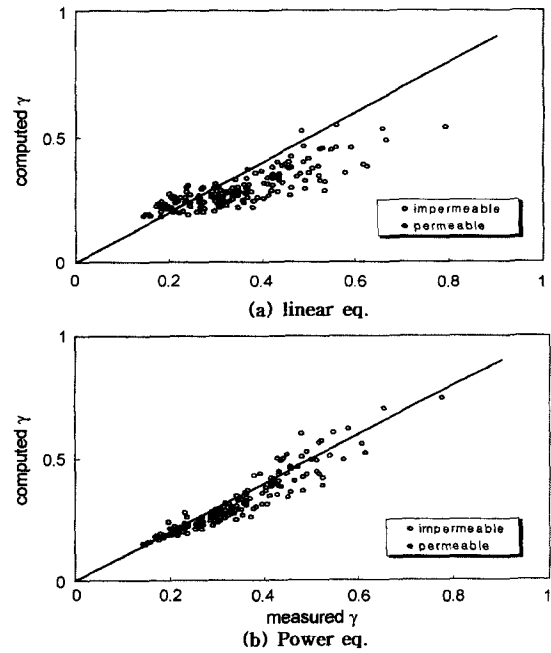 1
computed γ
0.5
0
impermeable
permeable
0 0.2 0.4 0.6 0.8 1
(a) linear eq.
1
computed γ
0.5
0
impermeable
permeable
0 0.2 0.4 0.6 0.8 1
measured γ
(b) Power eq.